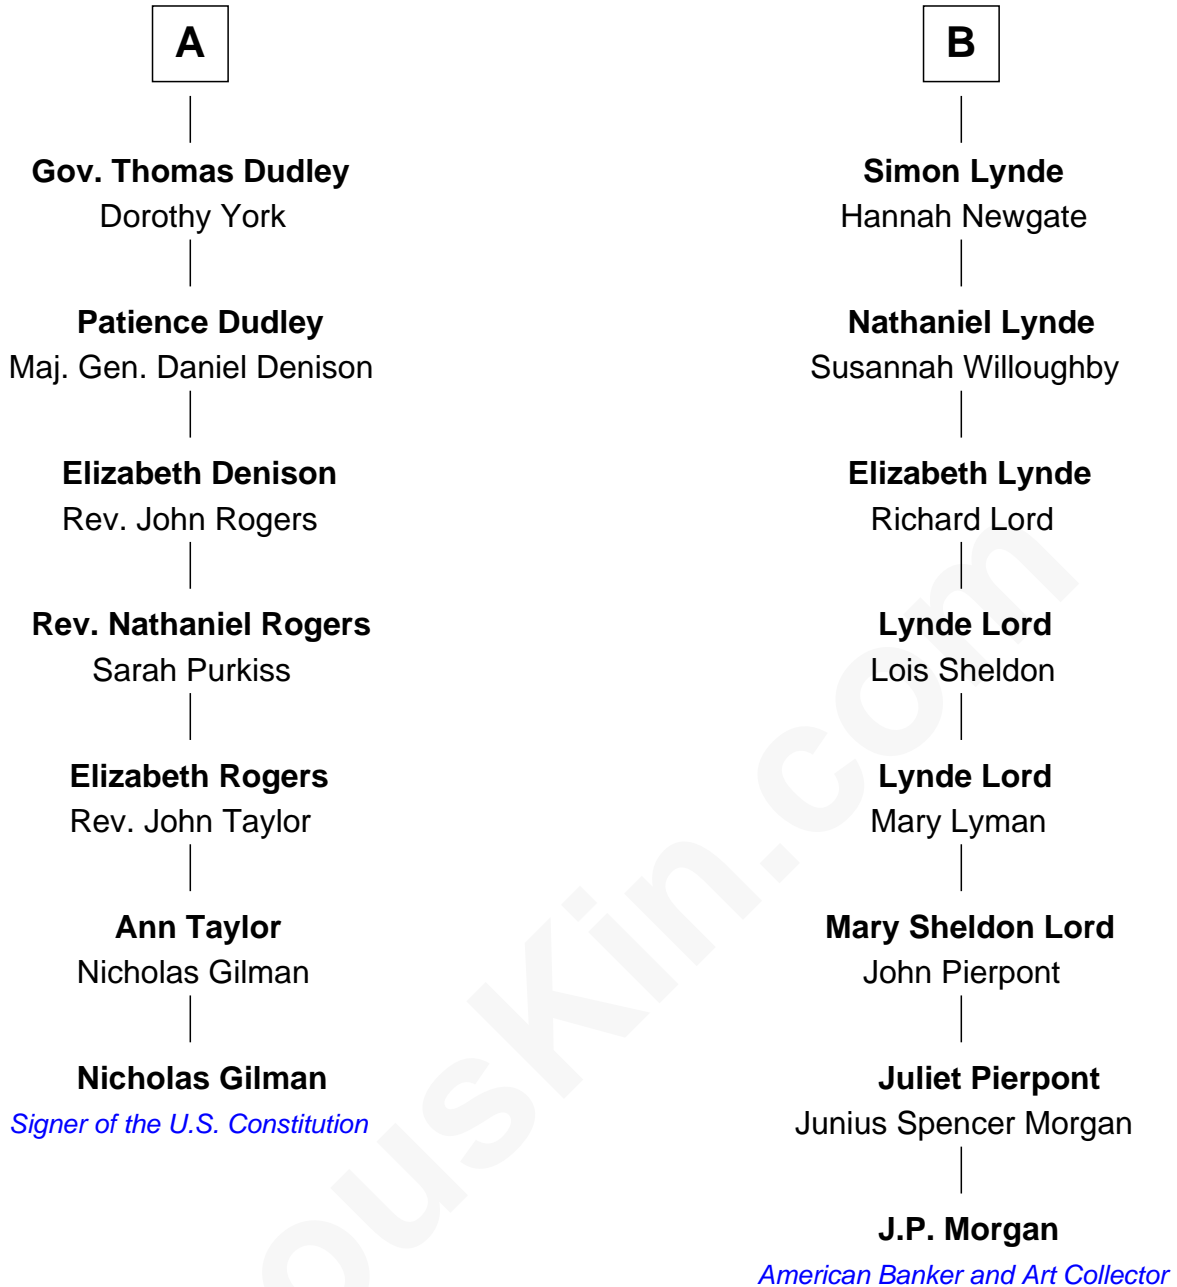 A
Gov. Thomas Dudley
Dorothy York
Patience Dudley
Maj. Gen. Daniel Denison
Elizabeth Denison
Rev. John Rogers
Rev. Nathaniel Rogers
Sarah Purkiss
Elizabeth Rogers
Rev. John Taylor
Ann Taylor
Nicholas Gilman
Nicholas Gilman
Signer of the U.S. Constitution
B
Simon Lynde
Hannah Newgate
Nathaniel Lynde
Susannah Willoughby
Elizabeth Lynde
Richard Lord
Lynde Lord
Lois Sheldon
Lynde Lord
Mary Lyman
Mary Sheldon Lord
John Pierpont
Juliet Pierpont
Junius Spencer Morgan
J.P. Morgan
American Banker and Art Collector
ousKin.com